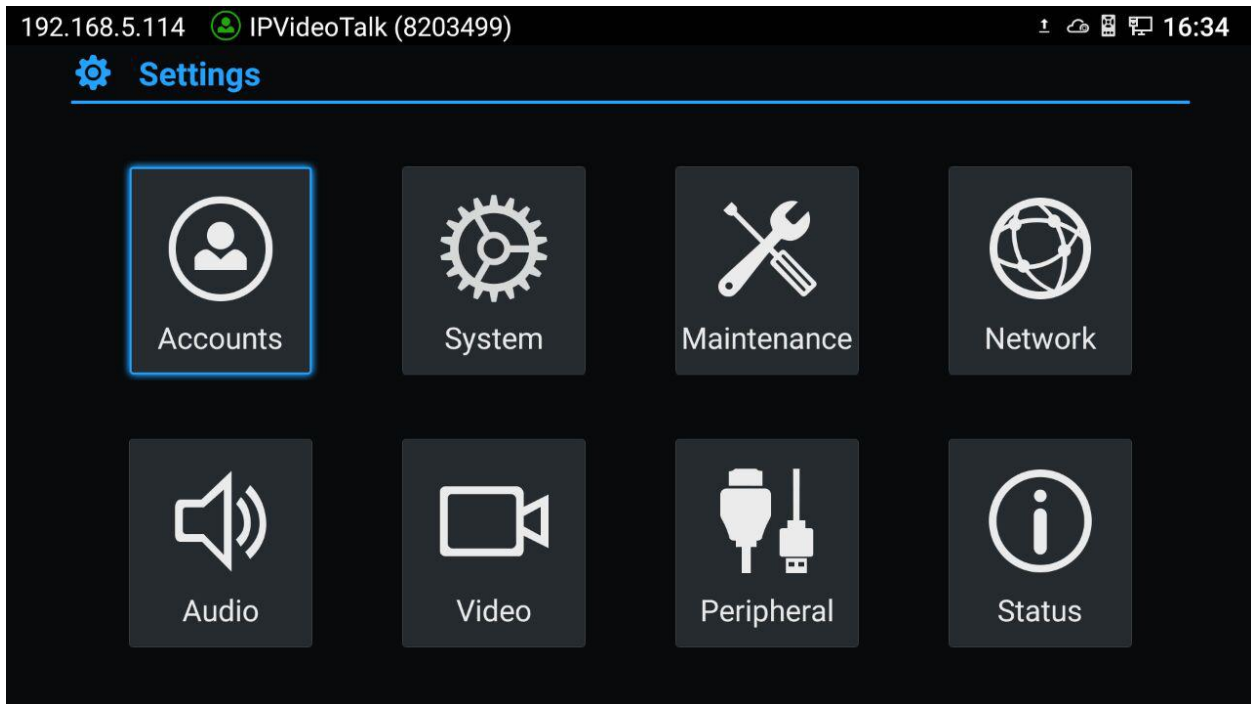 192.168.5.114 IPVideoTalk (8203499) 16:34
Settings
Accounts System Maintenance Network
Audio Video Peripheral Status